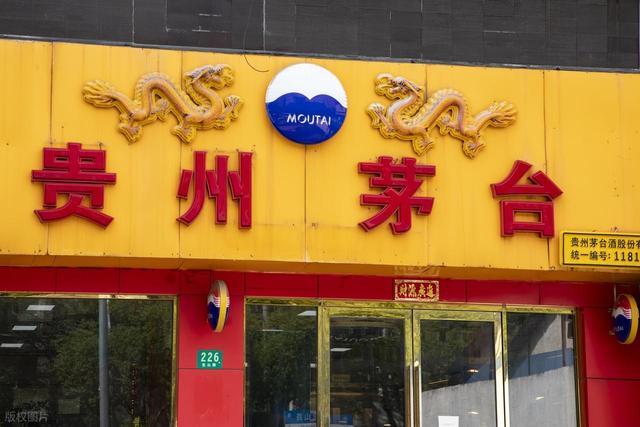 MOUTAI
贵州茅台
贵州茅台酒股份有
统一编号: 1181
财源广进
226
版权图片